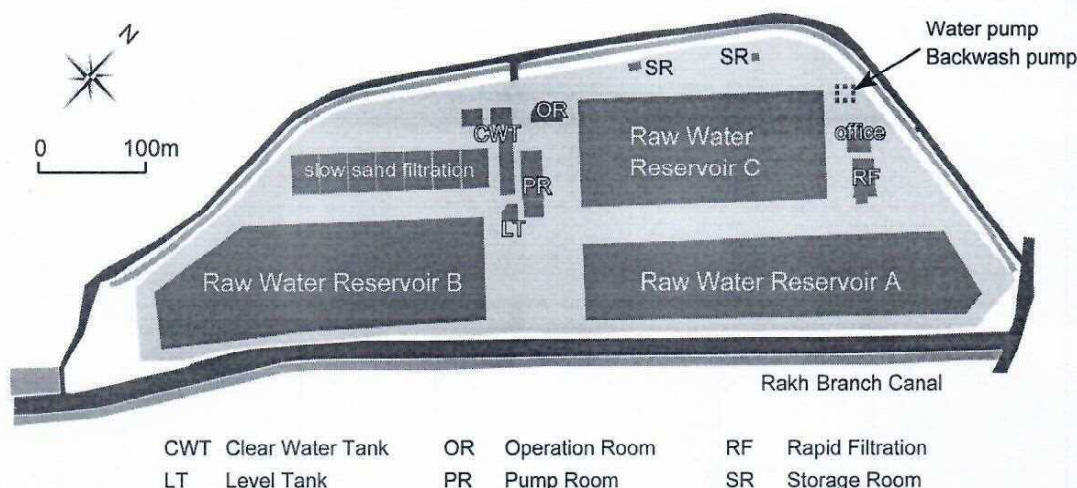 N
Water pump
Backwash pump
0 100m
SR
SR
OR
CWT
Raw Water
Reservoir C
office
slow sand filtration
PR
RF
LT
Raw Water Reservoir B
Raw Water Reservoir A
Rakh Branch Canal
CWT Clear Water Tank OR Operation Room RF Rapid Filtration
LT Level Tank PR Pump Room SR Storage Room